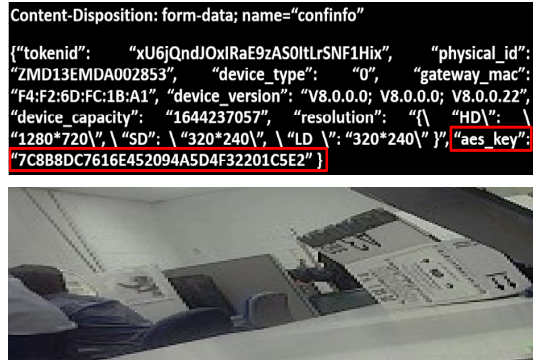 Content-Disposition: form-data; name=“confinfo”
{“tokenid”: “xU6jQndJOxIRaE9zAS0ItLrSNF1Hix”, “physical_id”:
“ZMD13EMDA002853”, “device_type”: “0”, “gateway_mac”:
“F4:F2:6D:FC:1B:A1”, “device_version”: “V8.0.0.0; V8.0.0.0; V8.0.0.22”,
“device_capacity”: “1644237057”, “resolution”: “{\ “HD\”: \
“1280*720\”, \ “SD”: \ “320*240\”, \ “LD \”: “320*240\” }”, “aes_key”:
“7C8B8DC7616E452094A5D4F32201C5E2” }